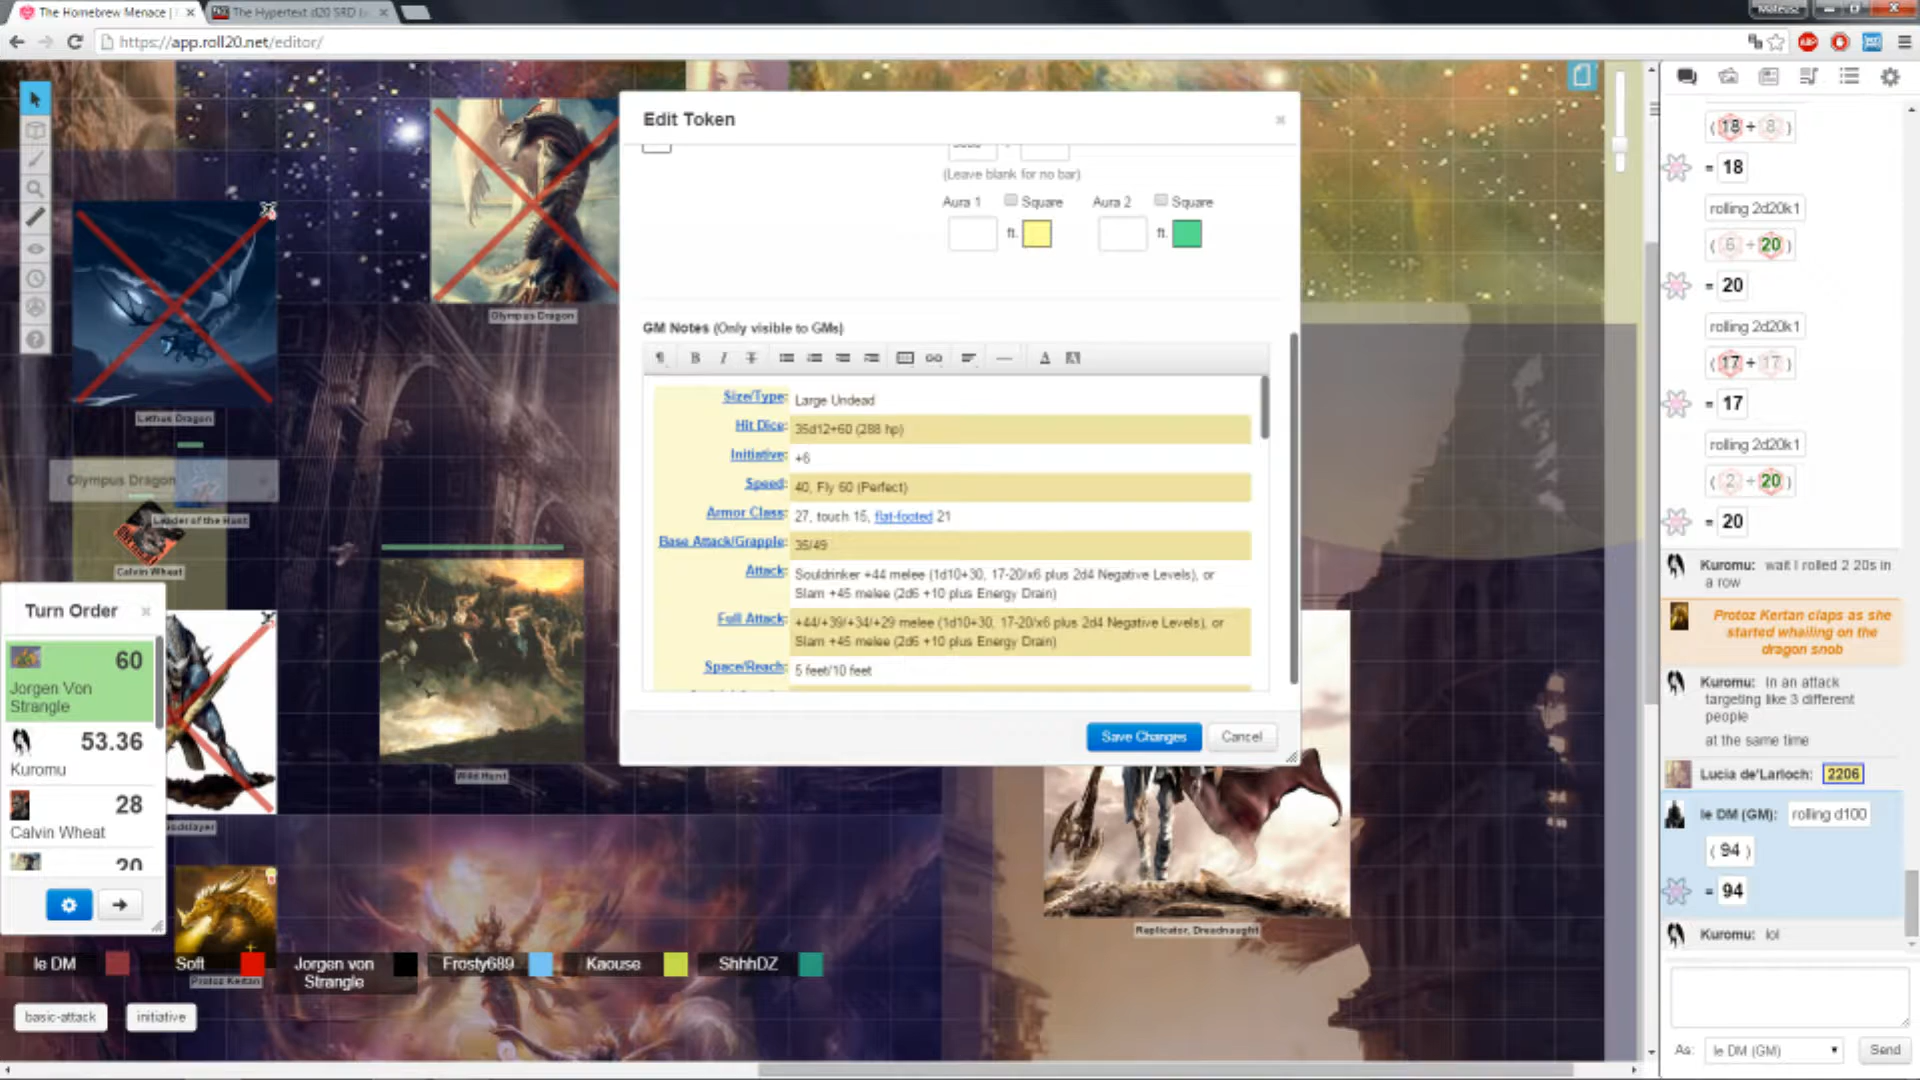 The Homebrew Menace |
The Hypertext d20 SRD
Mateusz
https://app.roll20.net/editor/
Edit Token
(Leave blank for no bar)
Aura 1 Square Aura 2 Square
ft. ft.
GM Notes (Only visible to GMs)
Size/Type: Large Undead
Hit Dice: 35d12+60 (288 hp)
Initiative: +6
Speed: 40, Fly 60 (Perfect)
Armor Class: 27, touch 15, flat-footed 21
Base Attack/Grapple: 35/49
Attack: Souldrinker +44 melee (1d10+30, 17-20/x6 plus 2d4 Negative Levels), or
Slam +45 melee (2d6 +10 plus Energy Drain)
Full Attack: +44/+39/+34/+29 melee (1d10+30, 17-20/x6 plus 2d4 Negative Levels), or
Slam +45 melee (2d6 +10 plus Energy Drain)
Space/Reach: 5 feet/10 feet
Save Changes
Cancel
Olympus Dragon
Lethus Dragon
Olympus Dragon
Leader of the Hunt
Calvin Wheat
Wild Hunt
Replicator, Dreadnaught
Protoz Kertan
Turn Order
60
Jorgen Von
Strangle
53.36
Kuromu
28
Calvin Wheat
20
le DM
Soft
Jorgen von
Strangle
Frosty689
Kaouse
ShhhDZ
basic-attack
initiative
(18+8)
= 18
rolling 2d20k1
(6+20)
= 20
rolling 2d20k1
(17+17)
= 17
rolling 2d20k1
(2+20)
= 20
Kuromu: wait I rolled 2 20s in
a row
Protoz Kertan claps as she
started whailing on the
dragon snob
Kuromu: In an attack
targeting like 3 different
people
at the same time
Lucia de'Larloch: 2206
le DM (GM): rolling d100
(94)
= 94
Kuromu: lol
As: le DM (GM)
Send